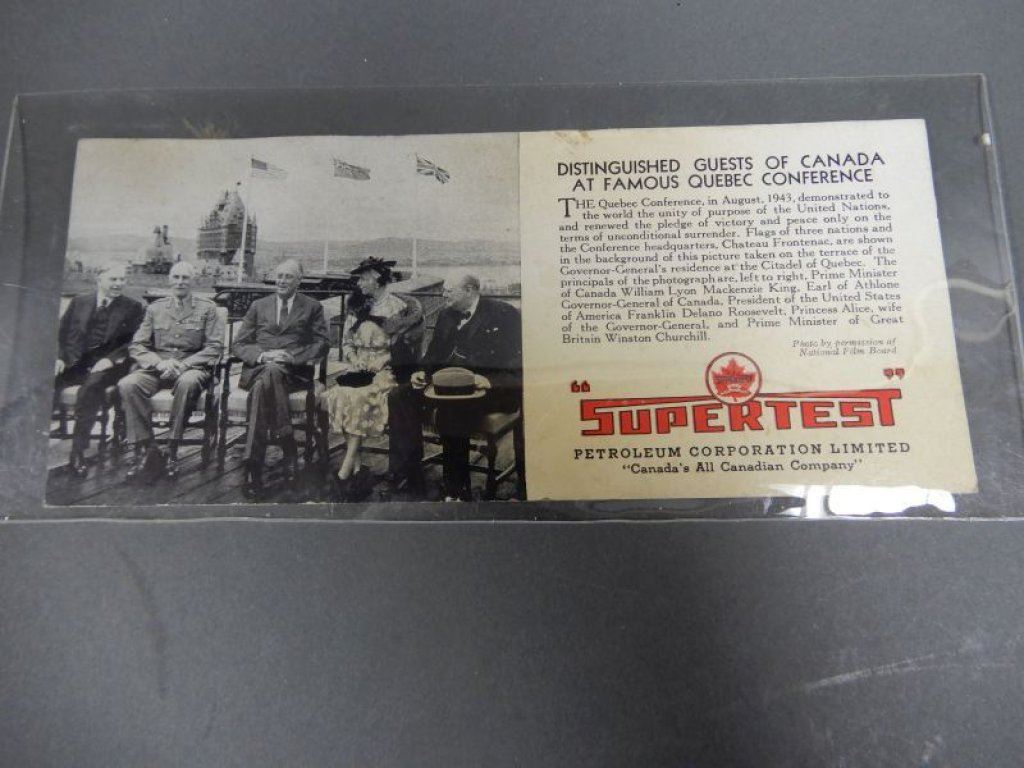 DISTINGUISHED GUESTS OF CANADA
AT FAMOUS QUEBEC CONFERENCE
THE Quebec Conference, in August, 1943, demonstrated to
the world the unity of purpose of the United Nations,
and renewed the pledge of victory and peace only on the
terms of unconditional surrender. Flags of three nations and
the Conference headquarters, Chateau Frontenac, are shown
in the background of this picture taken on the terrace of the
Governor-General's residence at the Citadel of Quebec. The
principals of the photograph are, left to right, Prime Minister
of Canada William Lyon Mackenzie King, Earl of Athlone
Governor-General of Canada, President of the United States
of America Franklin Delano Roosevelt, Princess Alice, wife
of the Governor-General, and Prime Minister of Great
Britain Winston Churchill.
Photo by permission of
National Film Board
"SUPERTEST"
PETROLEUM CORPORATION LIMITED
"Canada's All Canadian Company"